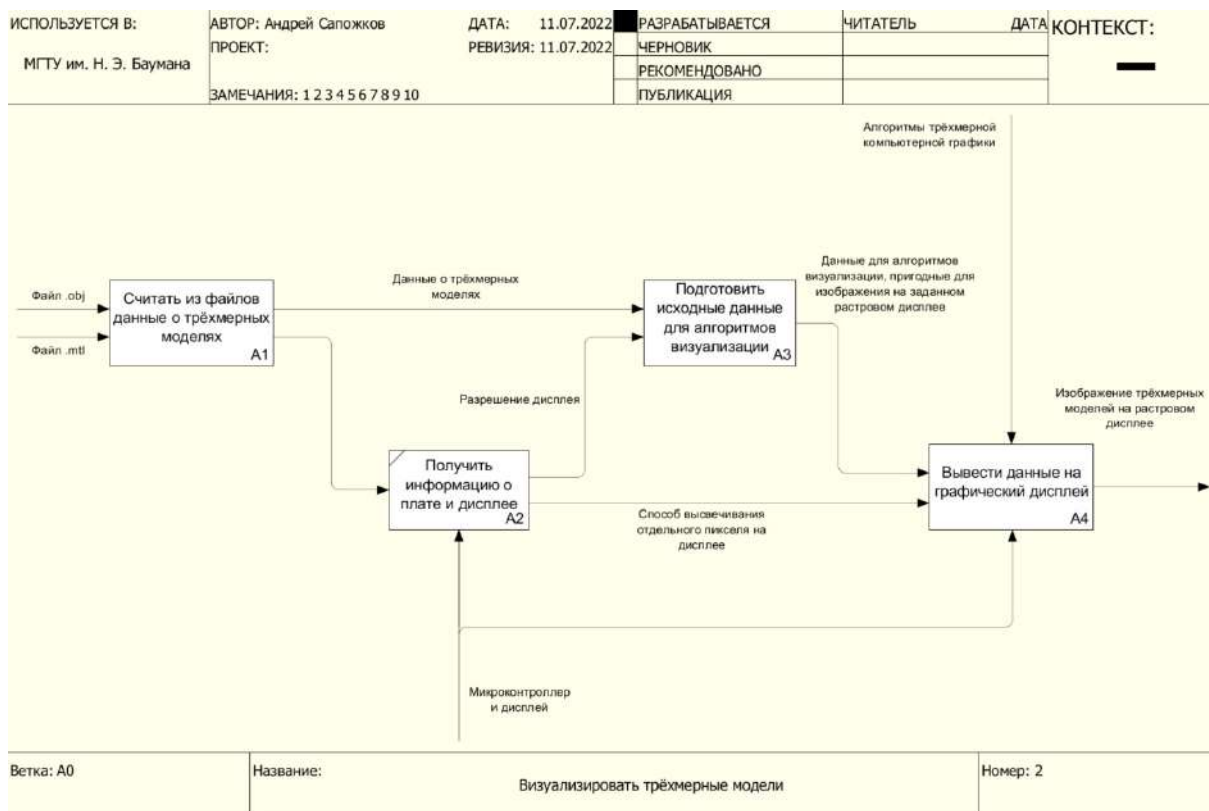 ИСПОЛЬЗУЕТСЯ В:
МГТУ им. Н. Э. Баумана
АВТОР: Андрей Сапожков
ПРОЕКТ:
ЗАМЕЧАНИЯ: 1 2 3 4 5 6 7 8 9 10
ДАТА: 11.07.2022
РЕВИЗИЯ: 11.07.2022
РАЗРАБАТЫВАЕТСЯ
ЧЕРНОВИК
РЕКОМЕНДОВАНО
ПУБЛИКАЦИЯ
ЧИТАТЕЛЬ
ДАТА
КОНТЕКСТ:
Алгоритмы трёхмерной
компьютерной графики
Файл .obj
Файл .mtl
Считать из файлов
данные о трёхмерных
моделях
A1
Данные о трёхмерных
моделях
Подготовить
исходные данные
для алгоритмов
визуализации
A3
Данные для алгоритмов
визуализации, пригодные для
изображения на заданном
растровом дисплее
Разрешение дисплея
Изображение трёхмерных
моделей на растровом
дисплее
Получить
информацию о
плате и дисплее
A2
Способ высвечивания
отдельного пикселя на
дисплее
Вывести данные на
графический дисплей
A4
Микроконтроллер
и дисплей
Ветка: A0
Название:
Визуализировать трёхмерные модели
Номер: 2